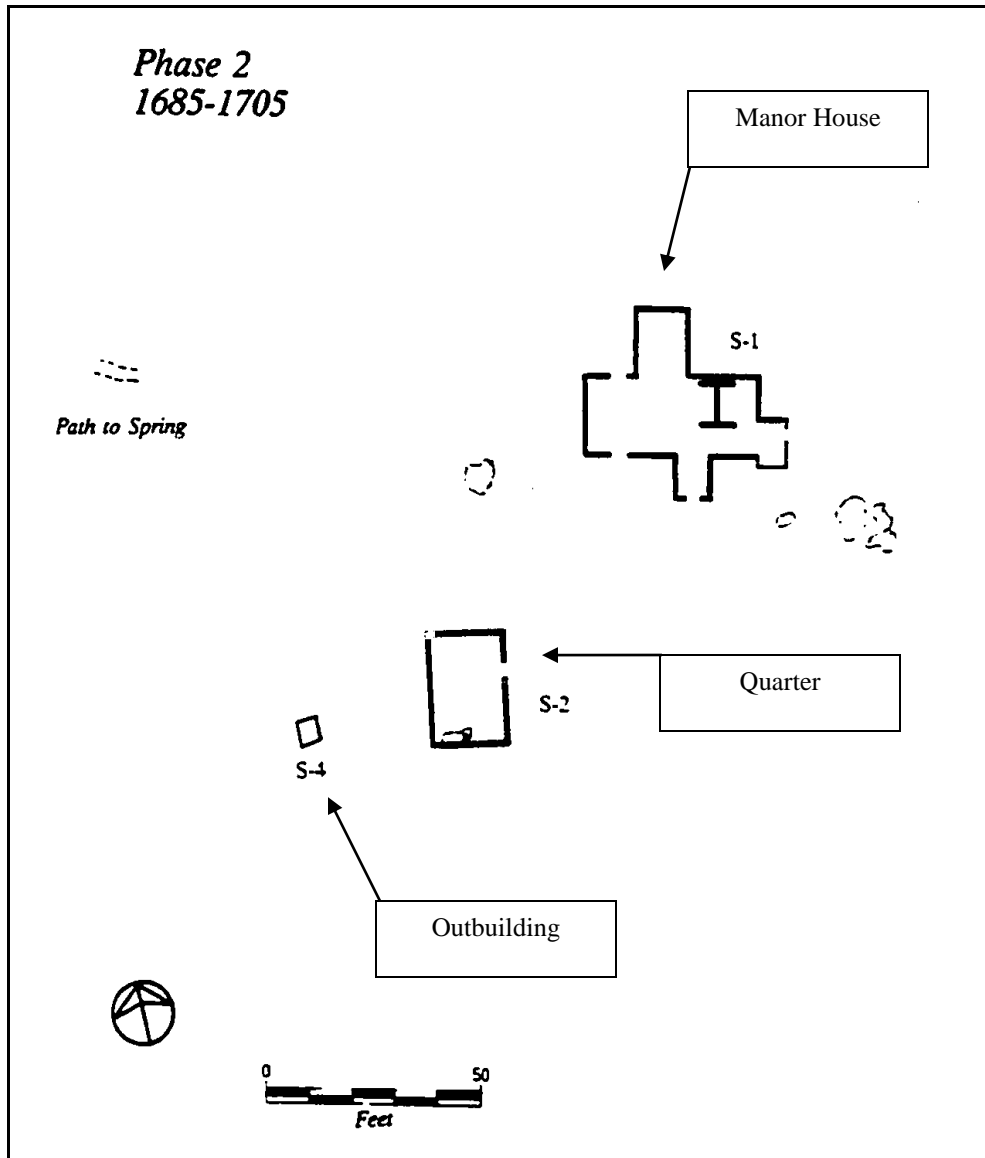 Phase 2
1685-1705
Manor House
S-1
Path to Spring
Quarter
S-2
S-4
Outbuilding
0 50
Feet